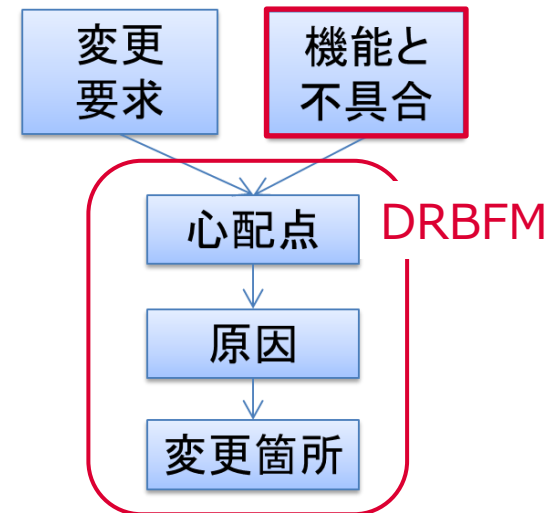 変更
要求
機能と
不具合
心配点
DRBFM
原因
変更箇所